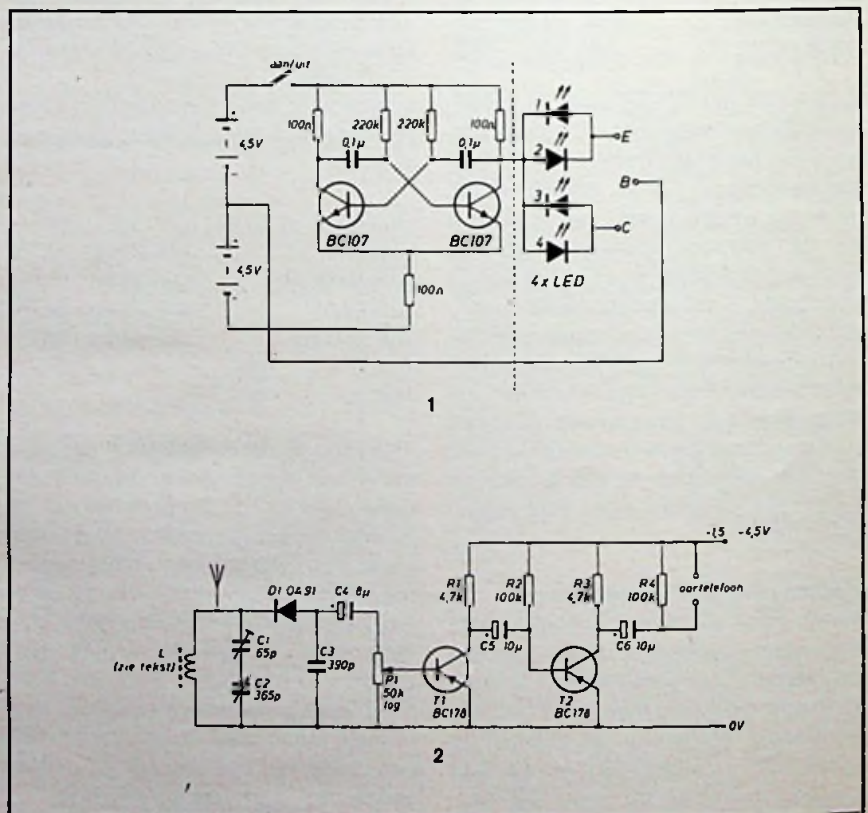 aan/uit
100n
220k
220k
100n
0,1µ
0,1µ
4,5V
BC107
BC107
4,5V
100n
1
2
3
4
E
B
C
4 x LED
1
-1,5 -4,5V
R1
4,7k
R2
100k
R3
4,7k
R4
100k
oortelefoon
D1 OA91
C4 8µ
C5 10µ
C6 10µ
L
(zie tekst)
C1
65p
C2
365p
C3
390p
P1
50k
log
T1
BC178
T2
BC178
0V
2